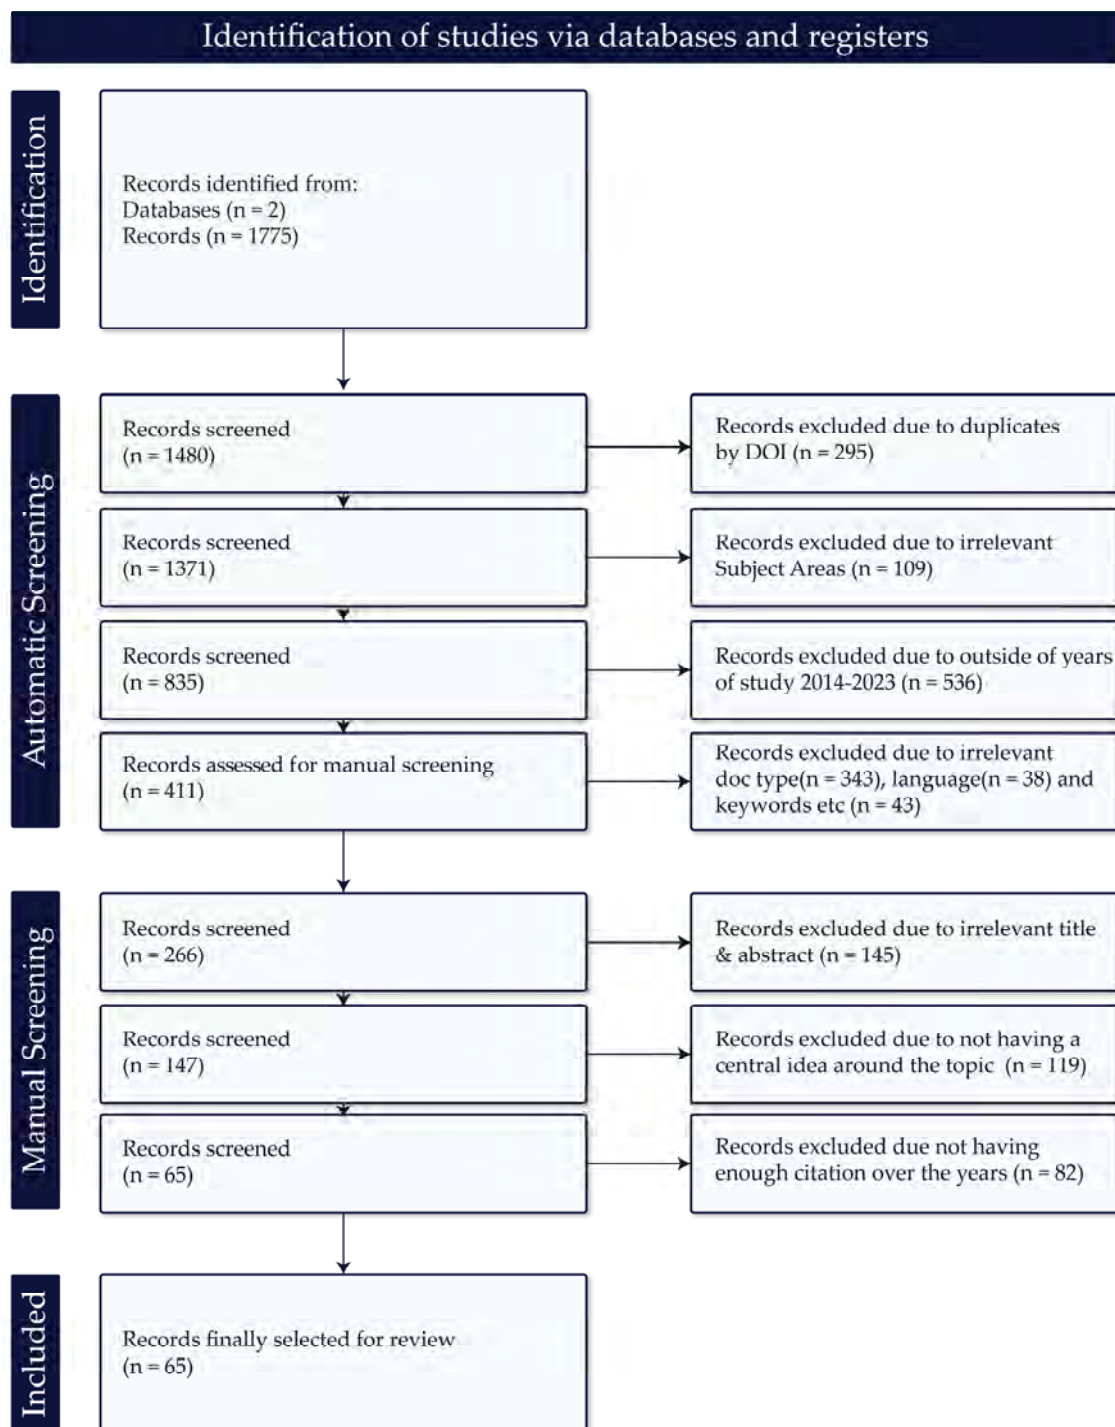 Identification of studies via databases and registers
Identification
Records identified from:
Databases (n = 2)
Records (n = 1775)
Automatic Screening
Records screened
(n = 1480)
Records excluded due to duplicates
by DOI (n = 295)
Records screened
(n = 1371)
Records excluded due to irrelevant
Subject Areas (n = 109)
Records screened
(n = 835)
Records excluded due to outside of years
of study 2014-2023 (n = 536)
Records assessed for manual screening
(n = 411)
Records excluded due to irrelevant
doc type(n = 343), language(n = 38) and
keywords etc (n = 43)
Manual Screening
Records screened
(n = 266)
Records excluded due to irrelevant title
& abstract (n = 145)
Records screened
(n = 147)
Records excluded due to not having a
central idea around the topic (n = 119)
Records screened
(n = 65)
Records excluded due not having
enough citation over the years (n = 82)
Included
Records finally selected for review
(n = 65)